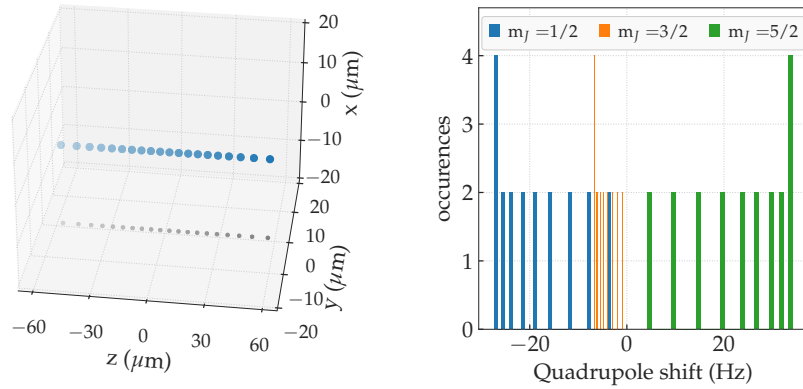 20
10
0
−10
−20
x (μm)
20
10
0
−10
y (μm)
−60
−30
0
30
60
−20
z (μm)
m_J =1/2
m_J =3/2
m_J =5/2
4
3
2
1
0
occurences
−20
0
20
Quadrupole shift (Hz)